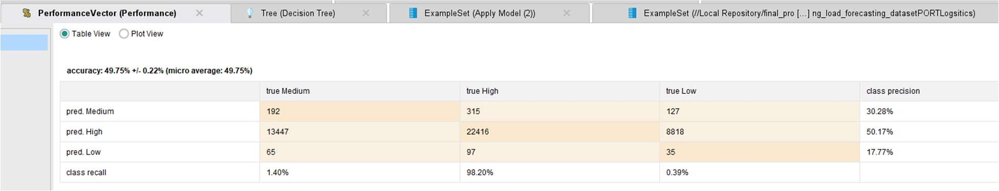 PerformanceVector (Performance) Tree (Decision Tree) ExampleSet (Apply Model (2)) ExampleSet (//Local Repository/final_pro [...] ng_load_forecasting_datasetPORTLogsitics)
Table View Plot View
accuracy: 49.75% +/- 0.22% (micro average: 49.75%)
true Medium true High true Low class precision
pred. Medium 192 315 127 30.28%
pred. High 13447 22416 8818 50.17%
pred. Low 65 97 35 17.77%
class recall 1.40% 98.20% 0.39%